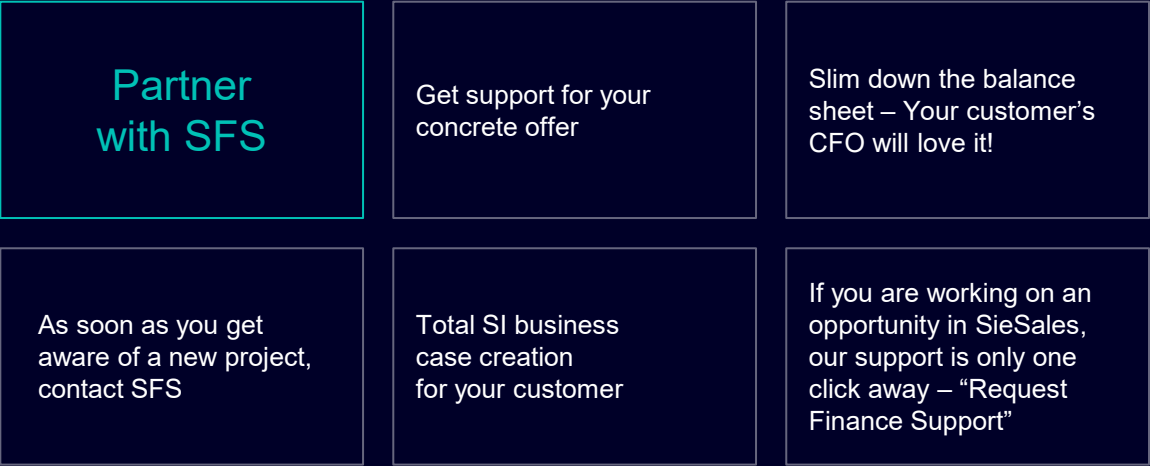 Partner
with SFS
Get support for your
concrete offer
Slim down the balance
sheet – Your customer’s
CFO will love it!
As soon as you get
aware of a new project,
contact SFS
Total SI business
case creation
for your customer
If you are working on an
opportunity in SieSales,
our support is only one
click away – “Request
Finance Support”